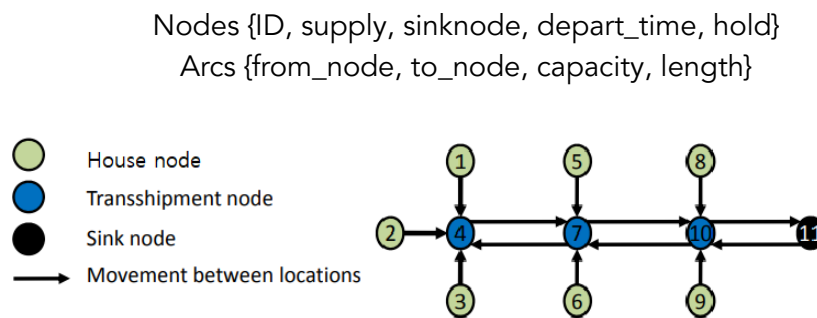 Nodes {ID, supply, sinknode, depart_time, hold}
Arcs {from_node, to_node, capacity, length}
House node
Transshipment node
Sink node
Movement between locations
1 5 8
2 4 7 10 11
3 6 9